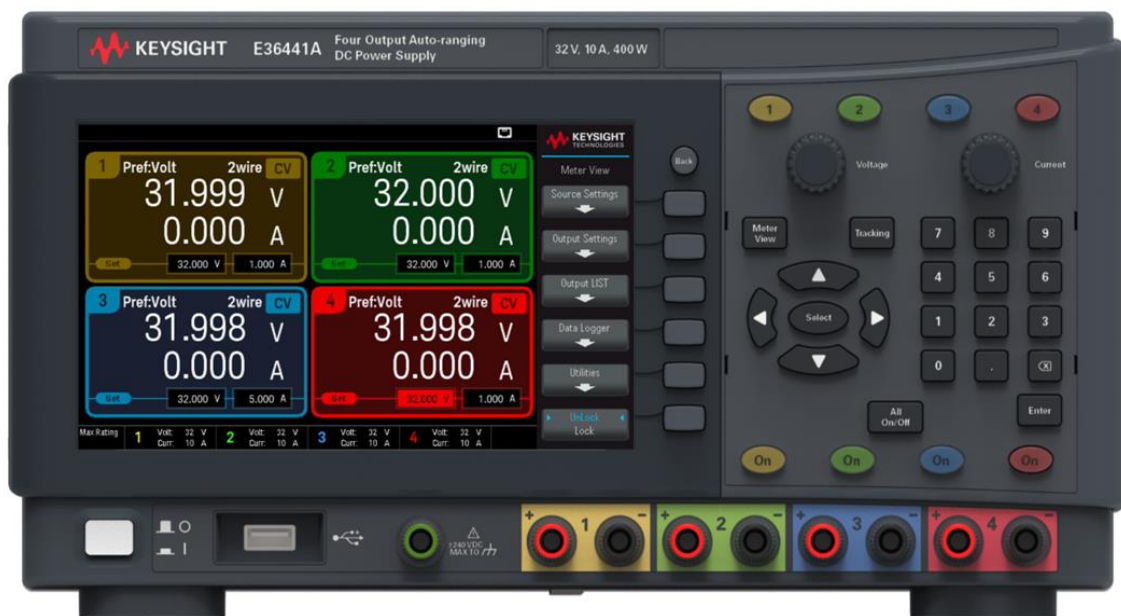 KEYSIGHT E36441A Four Output Auto-ranging
DC Power Supply
32 V, 10 A, 400 W
KEYSIGHT
TECHNOLOGIES
Meter View
Source Settings
Output Settings
Output LIST
Data Logger
Utilities
UnLock
Lock
1 Pref:Volt 2wire CV
31.999 V
0.000 A
Set 32.000 V 1.000 A
2 Pref:Volt 2wire CV
32.000 V
0.000 A
Set 32.000 V 1.000 A
3 Pref:Volt 2wire CV
31.998 V
0.000 A
Set 32.000 V 5.000 A
4 Pref:Volt 2wire CV
31.998 V
0.000 A
Set 32.000 V 1.000 A
Max Rating 1 Volt: 32 V 2 Volt: 32 V 3 Volt: 32 V 4 Volt: 32 V
Curr: 10 A Curr: 10 A Curr: 10 A Curr: 10 A
Back
1 2 3 4
Voltage Current
Meter
View
Tracking
7 8 9
4 5 6
Select
1 2 3
0 .
All
On/Off
Enter
On On On On
O
I
±240 VDC
MAX TO
+ 1 − + 2 − + 3 − + 4 −